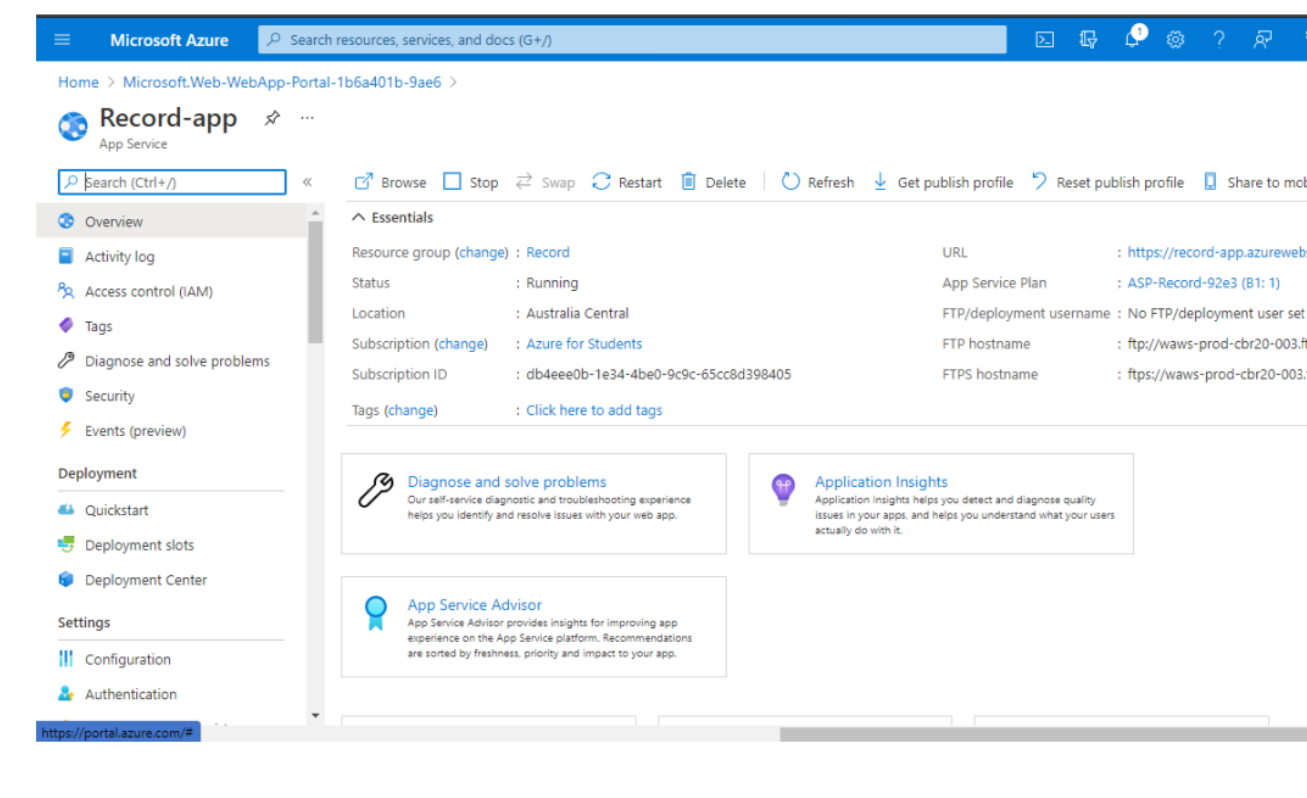 Microsoft Azure
Search resources, services, and docs (G+/)
1
Home > Microsoft.Web-WebApp-Portal-1b6a401b-9ae6 >
Record-app
App Service
Search (Ctrl+/)
Browse Stop Swap Restart Delete Refresh Get publish profile Reset publish profile Share to mob
Overview
Activity log
Access control (IAM)
Tags
Diagnose and solve problems
Security
Events (preview)
Deployment
Quickstart
Deployment slots
Deployment Center
Settings
Configuration
Authentication
Essentials
Resource group (change) : Record
Status : Running
Location : Australia Central
Subscription (change) : Azure for Students
Subscription ID : db4eee0b-1e34-4be0-9c9c-65cc8d398405
Tags (change) : Click here to add tags
URL : https://record-app.azureweb
App Service Plan : ASP-Record-92e3 (B1: 1)
FTP/deployment username : No FTP/deployment user set
FTP hostname : ftp://waws-prod-cbr20-003.f
FTPS hostname : ftps://waws-prod-cbr20-003.
Diagnose and solve problems
Our self-service diagnostic and troubleshooting experience
helps you identify and resolve issues with your web app.
Application Insights
Application Insights helps you detect and diagnose quality
issues in your apps, and helps you understand what your users
actually do with it.
App Service Advisor
App Service Advisor provides insights for improving app
experience on the App Service platform. Recommendations
are sorted by freshness, priority and impact to your app.
https://portal.azure.com/#